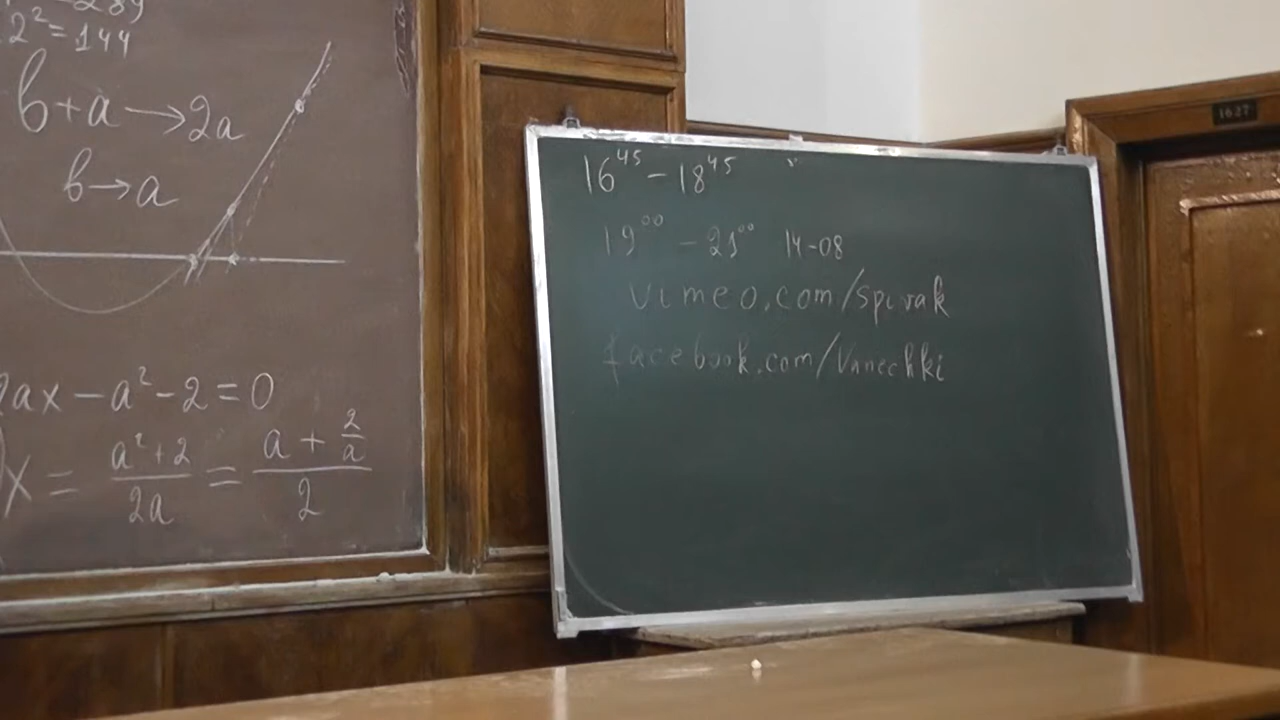 2²=144
b+a→2a
b→a
ax-a²-2=0
X = (a²+2)/2a = (a+2/a)/2
16⁴⁵-18⁴⁵
19⁰⁰-21⁰⁰ 14-08
vimeo.com/spivak
facebook.com/Vanechki
1627